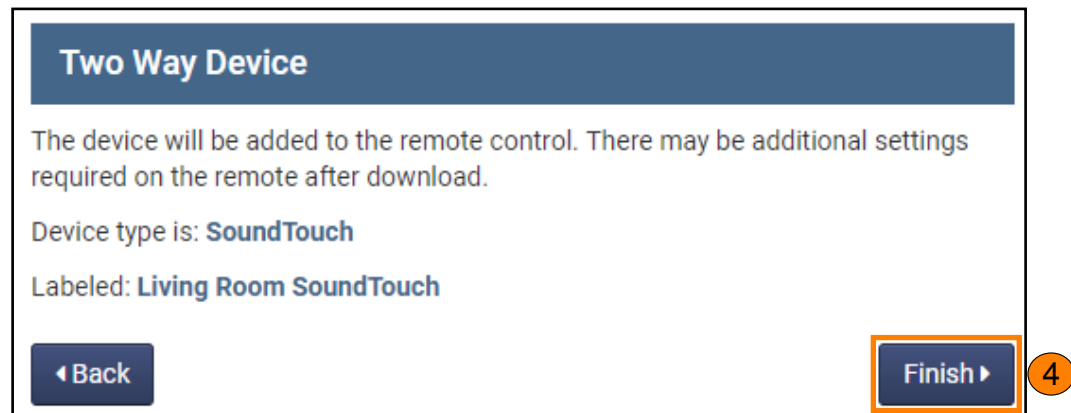 Two Way Device
The device will be added to the remote control. There may be additional settings
required on the remote after download.
Device type is: SoundTouch
Labeled: Living Room SoundTouch
Back
Finish
4